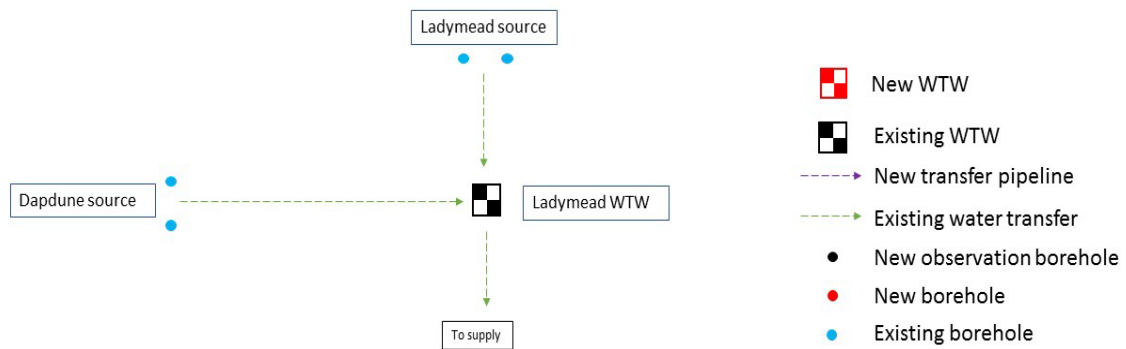 Ladymead source
Dapdune source
Ladymead WTW
To supply
New WTW
Existing WTW
New transfer pipeline
Existing water transfer
New observation borehole
New borehole
Existing borehole